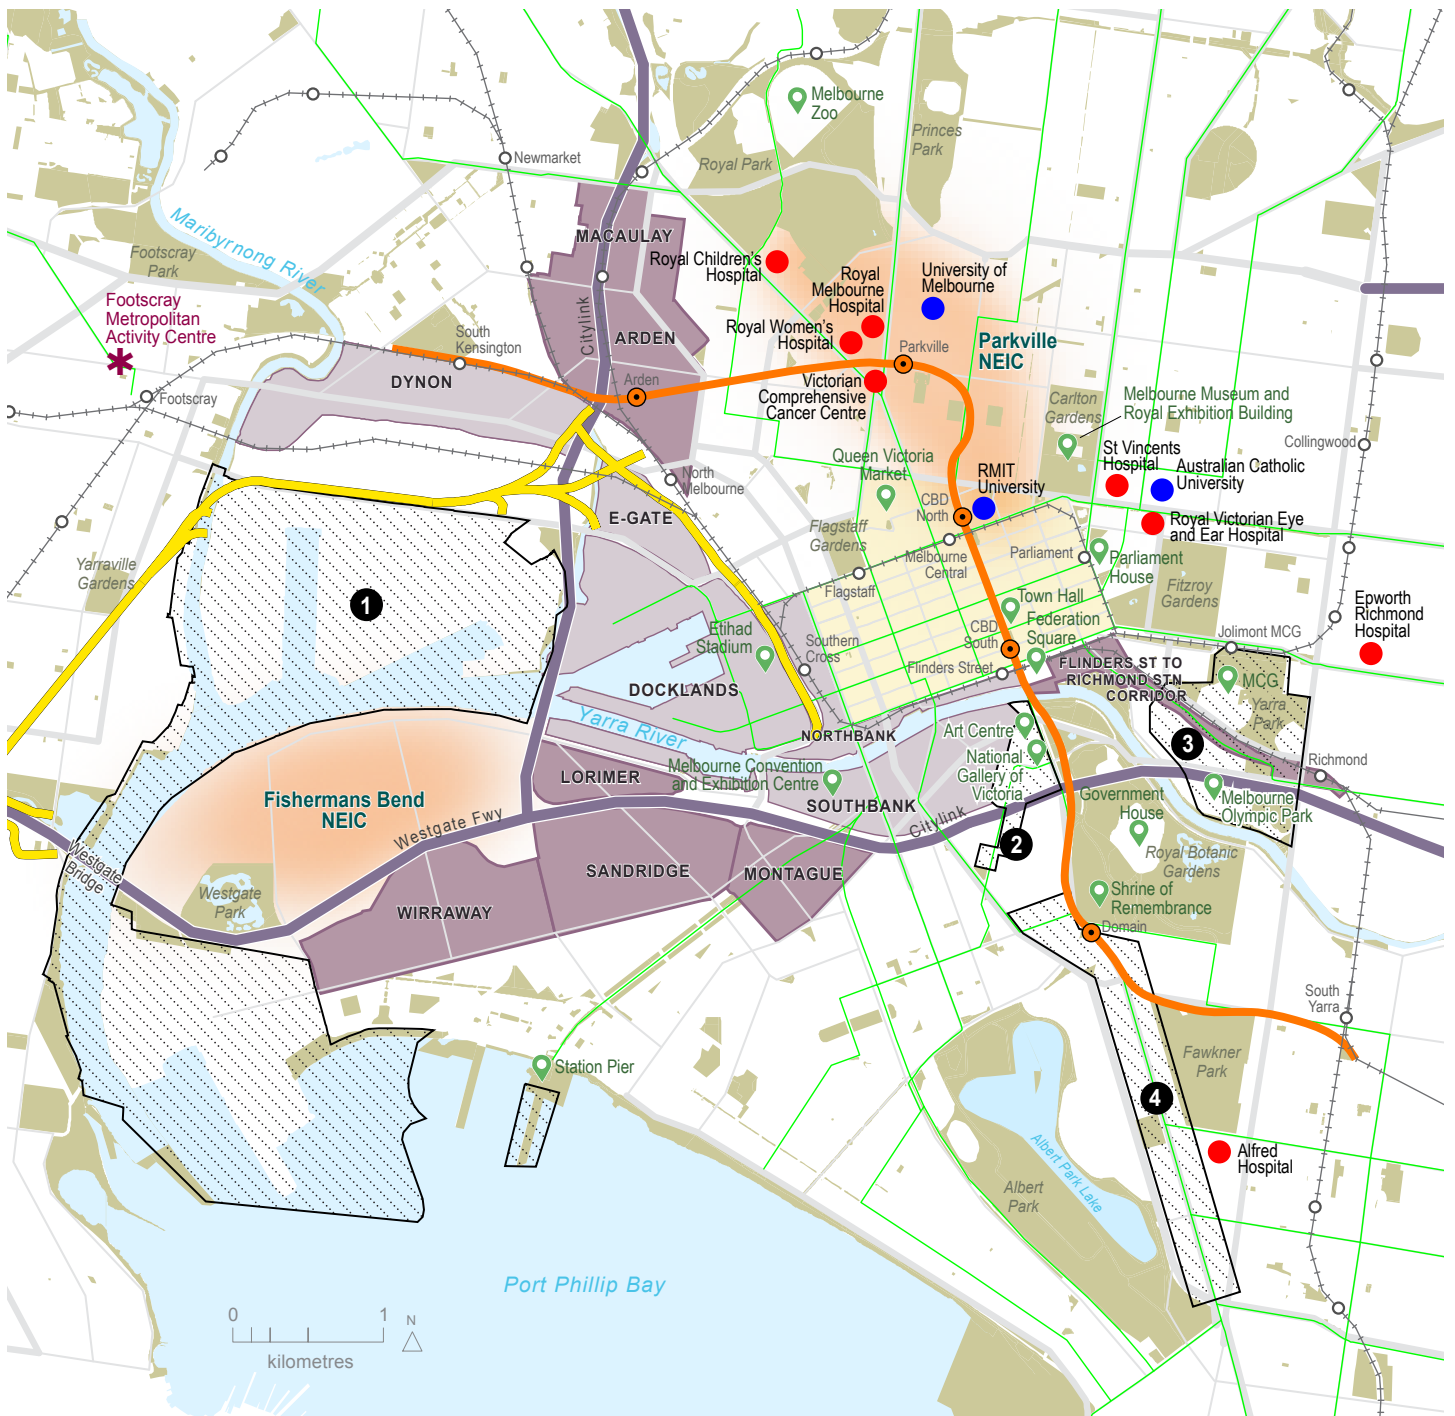 Melbourne
Zoo
Princes
Park
Royal Park
Newmarket
Maribyrnong River
Footscray
Park
MACAULAY
Royal Children's
Hospital
Royal
Melbourne
Hospital
University of
Melbourne
Footscray
Metropolitan
Activity Centre
South
Kensington
Citylink
ARDEN
Royal Women's
Hospital
Parkville
Parkville
NEIC
DYNON
Arden
Victorian
Comprehensive
Cancer Centre
Footscray
Carlton
Gardens
Melbourne Museum and
Royal Exhibition Building
Collingwood
Queen Victoria
Market
St Vincents
Hospital
Australian Catholic
University
North
Melbourne
RMIT
University
CBD
North
E-GATE
Flagstaff
Gardens
Royal Victorian Eye
and Ear Hospital
Melbourne
Central
Parliament
Parliament
House
Yarraville
Gardens
Flagstaff
Fitzroy
Gardens
1
Town Hall
Epworth
Richmond
Hospital
Etihad
Stadium
Southern
Cross
CBD
South
Federation
Square
Jolimont MCG
Flinders Street
FLINDERS ST TO
RICHMOND STN
CORRIDOR
DOCKLANDS
MCG
Yarra
Park
Yarra River
NORTHBANK
Art Centre
3
Richmond
LORIMER
Melbourne Convention
and Exhibition Centre
National
Gallery of
Victoria
Fishermans Bend
NEIC
SOUTHBANK
Citylink
Government
House
Melbourne
Olympic Park
Westgate Fwy
Westgate
Bridge
2
Royal Botanic
Gardens
SANDRIDGE
MONTAGUE
Westgate
Park
WIRRAWAY
Shrine of
Remembrance
Domain
South
Yarra
Station Pier
Fawkner
Park
4
Albert Park Lake
Alfred
Hospital
Albert
Park
Port Phillip Bay
0 1
N
kilometres